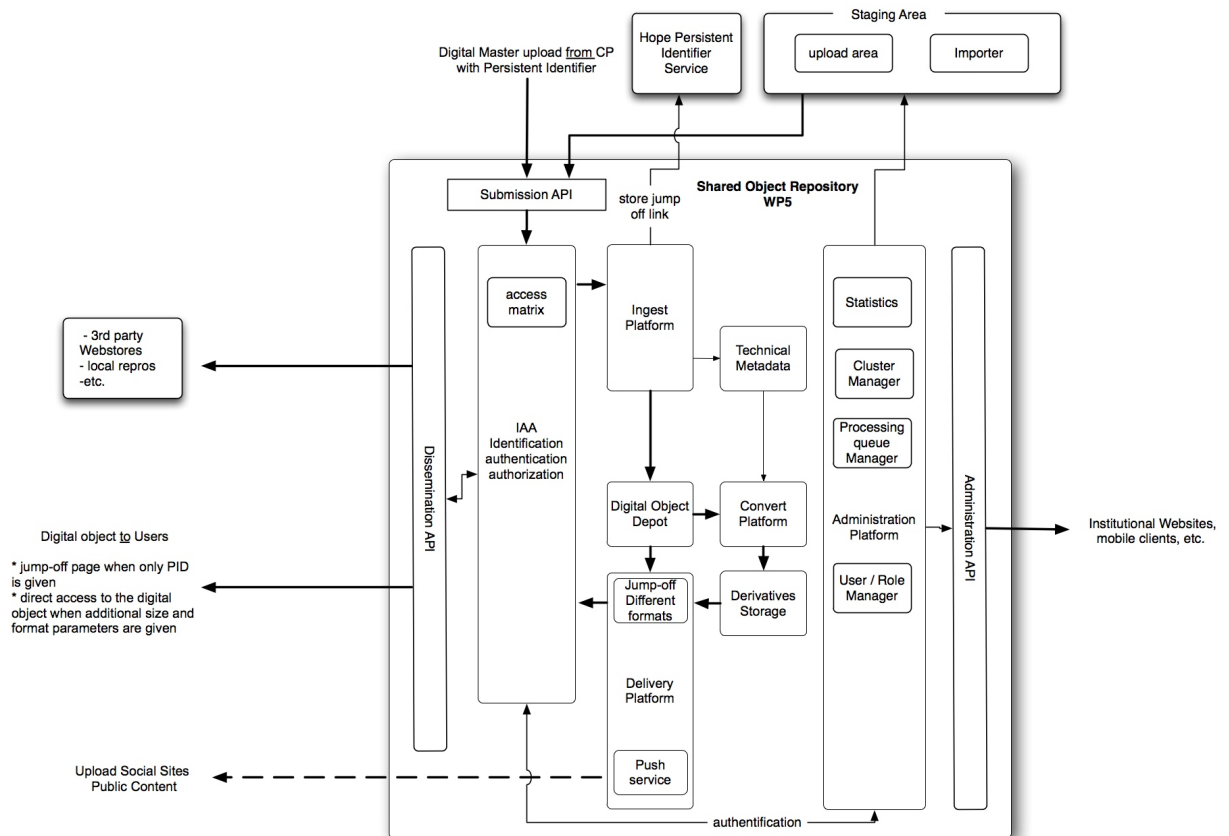 Staging Area
upload area
Importer
Hope Persistent
Identifier
Service
Digital Master upload from CP
with Persistent Identifier
Submission API
store jump
off link
Shared Object Repository
WP5
access
matrix
Ingest
Platform
Statistics
- 3rd party
Webstores
- local repros
-etc.
Technical
Metadata
Cluster
Manager
Processing
queue
Manager
IAA
Identification
authentication
authorization
Dissemination API
Digital Object
Depot
Convert
Platform
Administration
Platform
Administration API
Institutional Websites,
mobile clients, etc.
Digital object to Users
* jump-off page when only PID
is given
* direct access to the digital
object when additional size and
format parameters are given
Jump-off
Different
formats
Derivatives
Storage
User / Role
Manager
Delivery
Platform
Push
service
Upload Social Sites
Public Content
authentification